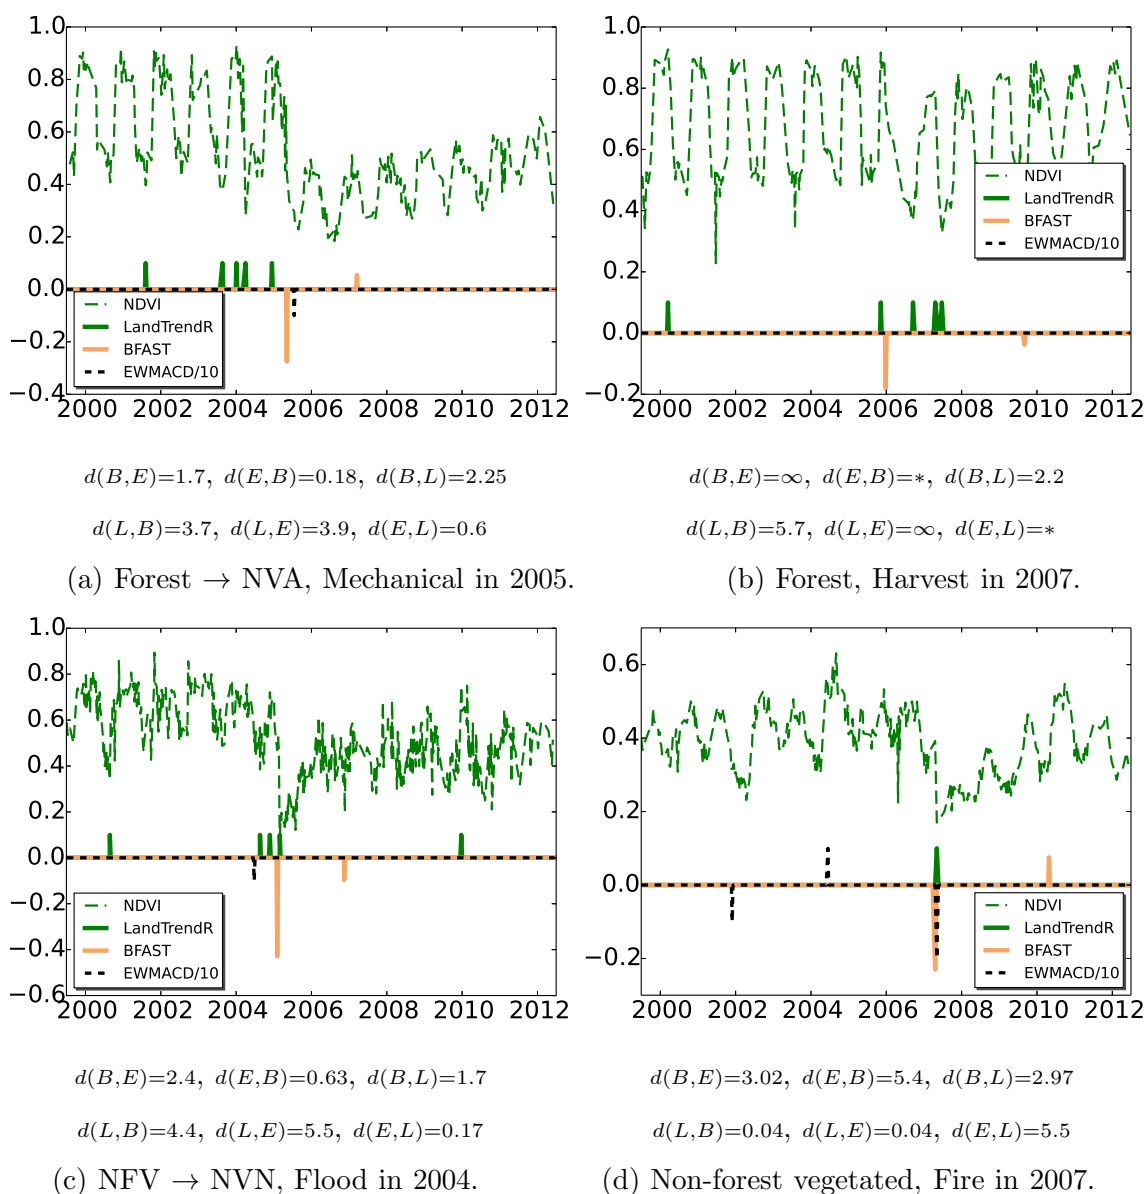 1.0
0.8
0.6
0.4
0.2
0.0
−0.2
−0.4
2000 2002 2004 2006 2008 2010 2012
NDVI
LandTrendR
BFAST
EWMACD/10
d(B,E)=1.7, d(E,B)=0.18, d(B,L)=2.25
d(L,B)=3.7, d(L,E)=3.9, d(E,L)=0.6
(a) Forest → NVA, Mechanical in 2005.
1.0
0.8
0.6
0.4
0.2
0.0
−0.2
2000 2002 2004 2006 2008 2010 2012
NDVI
LandTrendR
BFAST
EWMACD/10
d(B,E)=∞, d(E,B)=∗, d(B,L)=2.2
d(L,B)=5.7, d(L,E)=∞, d(E,L)=∗
(b) Forest, Harvest in 2007.
1.0
0.8
0.6
0.4
0.2
0.0
−0.2
−0.4
−0.6
2000 2002 2004 2006 2008 2010 2012
NDVI
LandTrendR
BFAST
EWMACD/10
d(B,E)=2.4, d(E,B)=0.63, d(B,L)=1.7
d(L,B)=4.4, d(L,E)=5.5, d(E,L)=0.17
(c) NFV → NVN, Flood in 2004.
0.6
0.4
0.2
0.0
−0.2
2000 2002 2004 2006 2008 2010 2012
NDVI
LandTrendR
BFAST
EWMACD/10
d(B,E)=3.02, d(E,B)=5.4, d(B,L)=2.97
d(L,B)=0.04, d(L,E)=0.04, d(E,L)=5.5
(d) Non-forest vegetated, Fire in 2007.